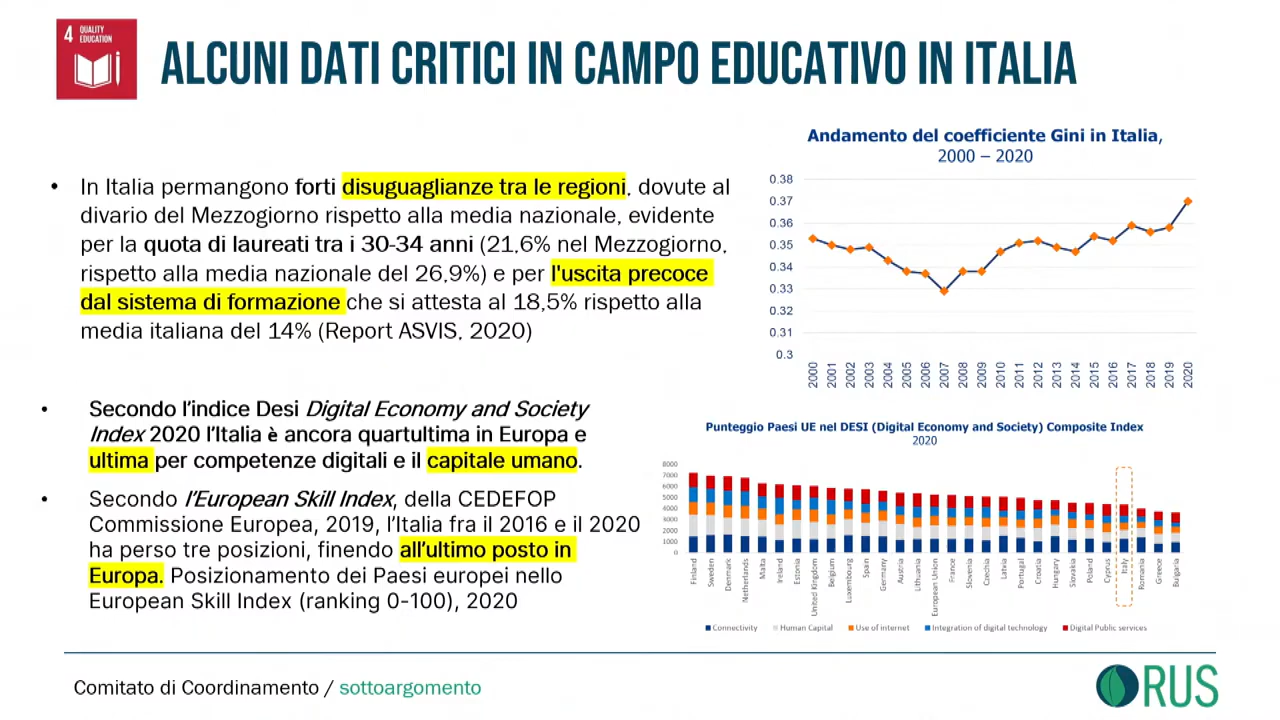 4 QUALITY
EDUCATION
ALCUNI DATI CRITICI IN CAMPO EDUCATIVO IN ITALIA
• In Italia permangono forti disuguaglianze tra le regioni, dovute al
divario del Mezzogiorno rispetto alla media nazionale, evidente
per la quota di laureati tra i 30-34 anni (21,6% nel Mezzogiorno,
rispetto alla media nazionale del 26,9%) e per l'uscita precoce
dal sistema di formazione che si attesta al 18,5% rispetto alla
media italiana del 14% (Report ASVIS, 2020)
• Secondo l'indice Desi Digital Economy and Society
Index 2020 l'Italia è ancora quartultima in Europa e
ultima per competenze digitali e il capitale umano.
• Secondo l'European Skill Index, della CEDEFOP
Commissione Europea, 2019, l'Italia fra il 2016 e il 2020
ha perso tre posizioni, finendo all'ultimo posto in
Europa. Posizionamento dei Paesi europei nello
European Skill Index (ranking 0-100), 2020
Andamento del coefficiente Gini in Italia,
2000 – 2020
0.38
0.37
0.36
0.35
0.34
0.33
0.32
0.31
0.3
2000 2001 2002 2003 2004 2005 2006 2007 2008 2009 2010 2011 2012 2013 2014 2015 2016 2017 2018 2019 2020
Punteggio Paesi UE nel DESI (Digital Economy and Society) Composite Index
2020
8000
7000
6000
5000
4000
3000
2000
1000
0
Finland Sweden Denmark Netherlands Malta Ireland Estonia United Kingdom Belgium Luxembourg Spain Germany Austria Lithuania European Union France Slovenia Czechia Latvia Portugal Croatia Hungary Slovakia Poland Cyprus Italy Romania Greece Bulgaria
Connectivity Human Capital Use of internet Integration of digital technology Digital Public services
Comitato di Coordinamento / sottoargomento
RUS